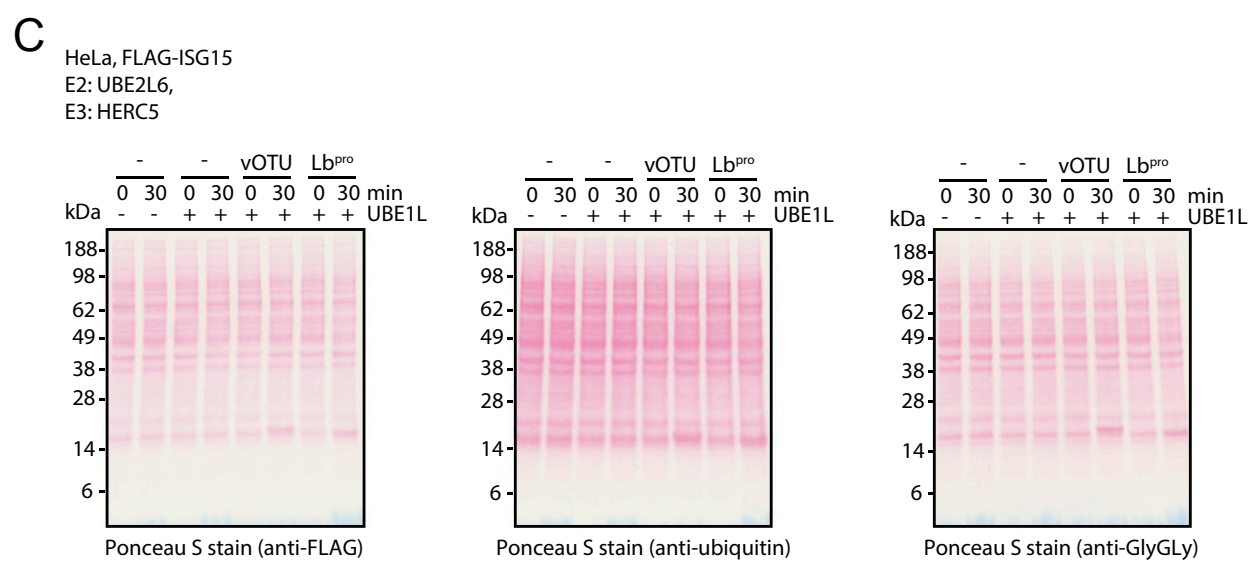 C
HeLa, FLAG-ISG15
E2: UBE2L6,
E3: HERC5
- - vOTU Lbpro
0 30 0 30 0 30 0 30 min
kDa - - + + + + + + UBE1L
188
98
62
49
38
28
14
6
Ponceau S stain (anti-FLAG)
- - vOTU Lbpro
0 30 0 30 0 30 0 30 min
kDa - - + + + + + + UBE1L
188
98
62
49
38
28
14
6
Ponceau S stain (anti-ubiquitin)
- - vOTU Lbpro
0 30 0 30 0 30 0 30 min
kDa - - + + + + + + UBE1L
188
98
62
49
38
28
14
6
Ponceau S stain (anti-GlyGLy)